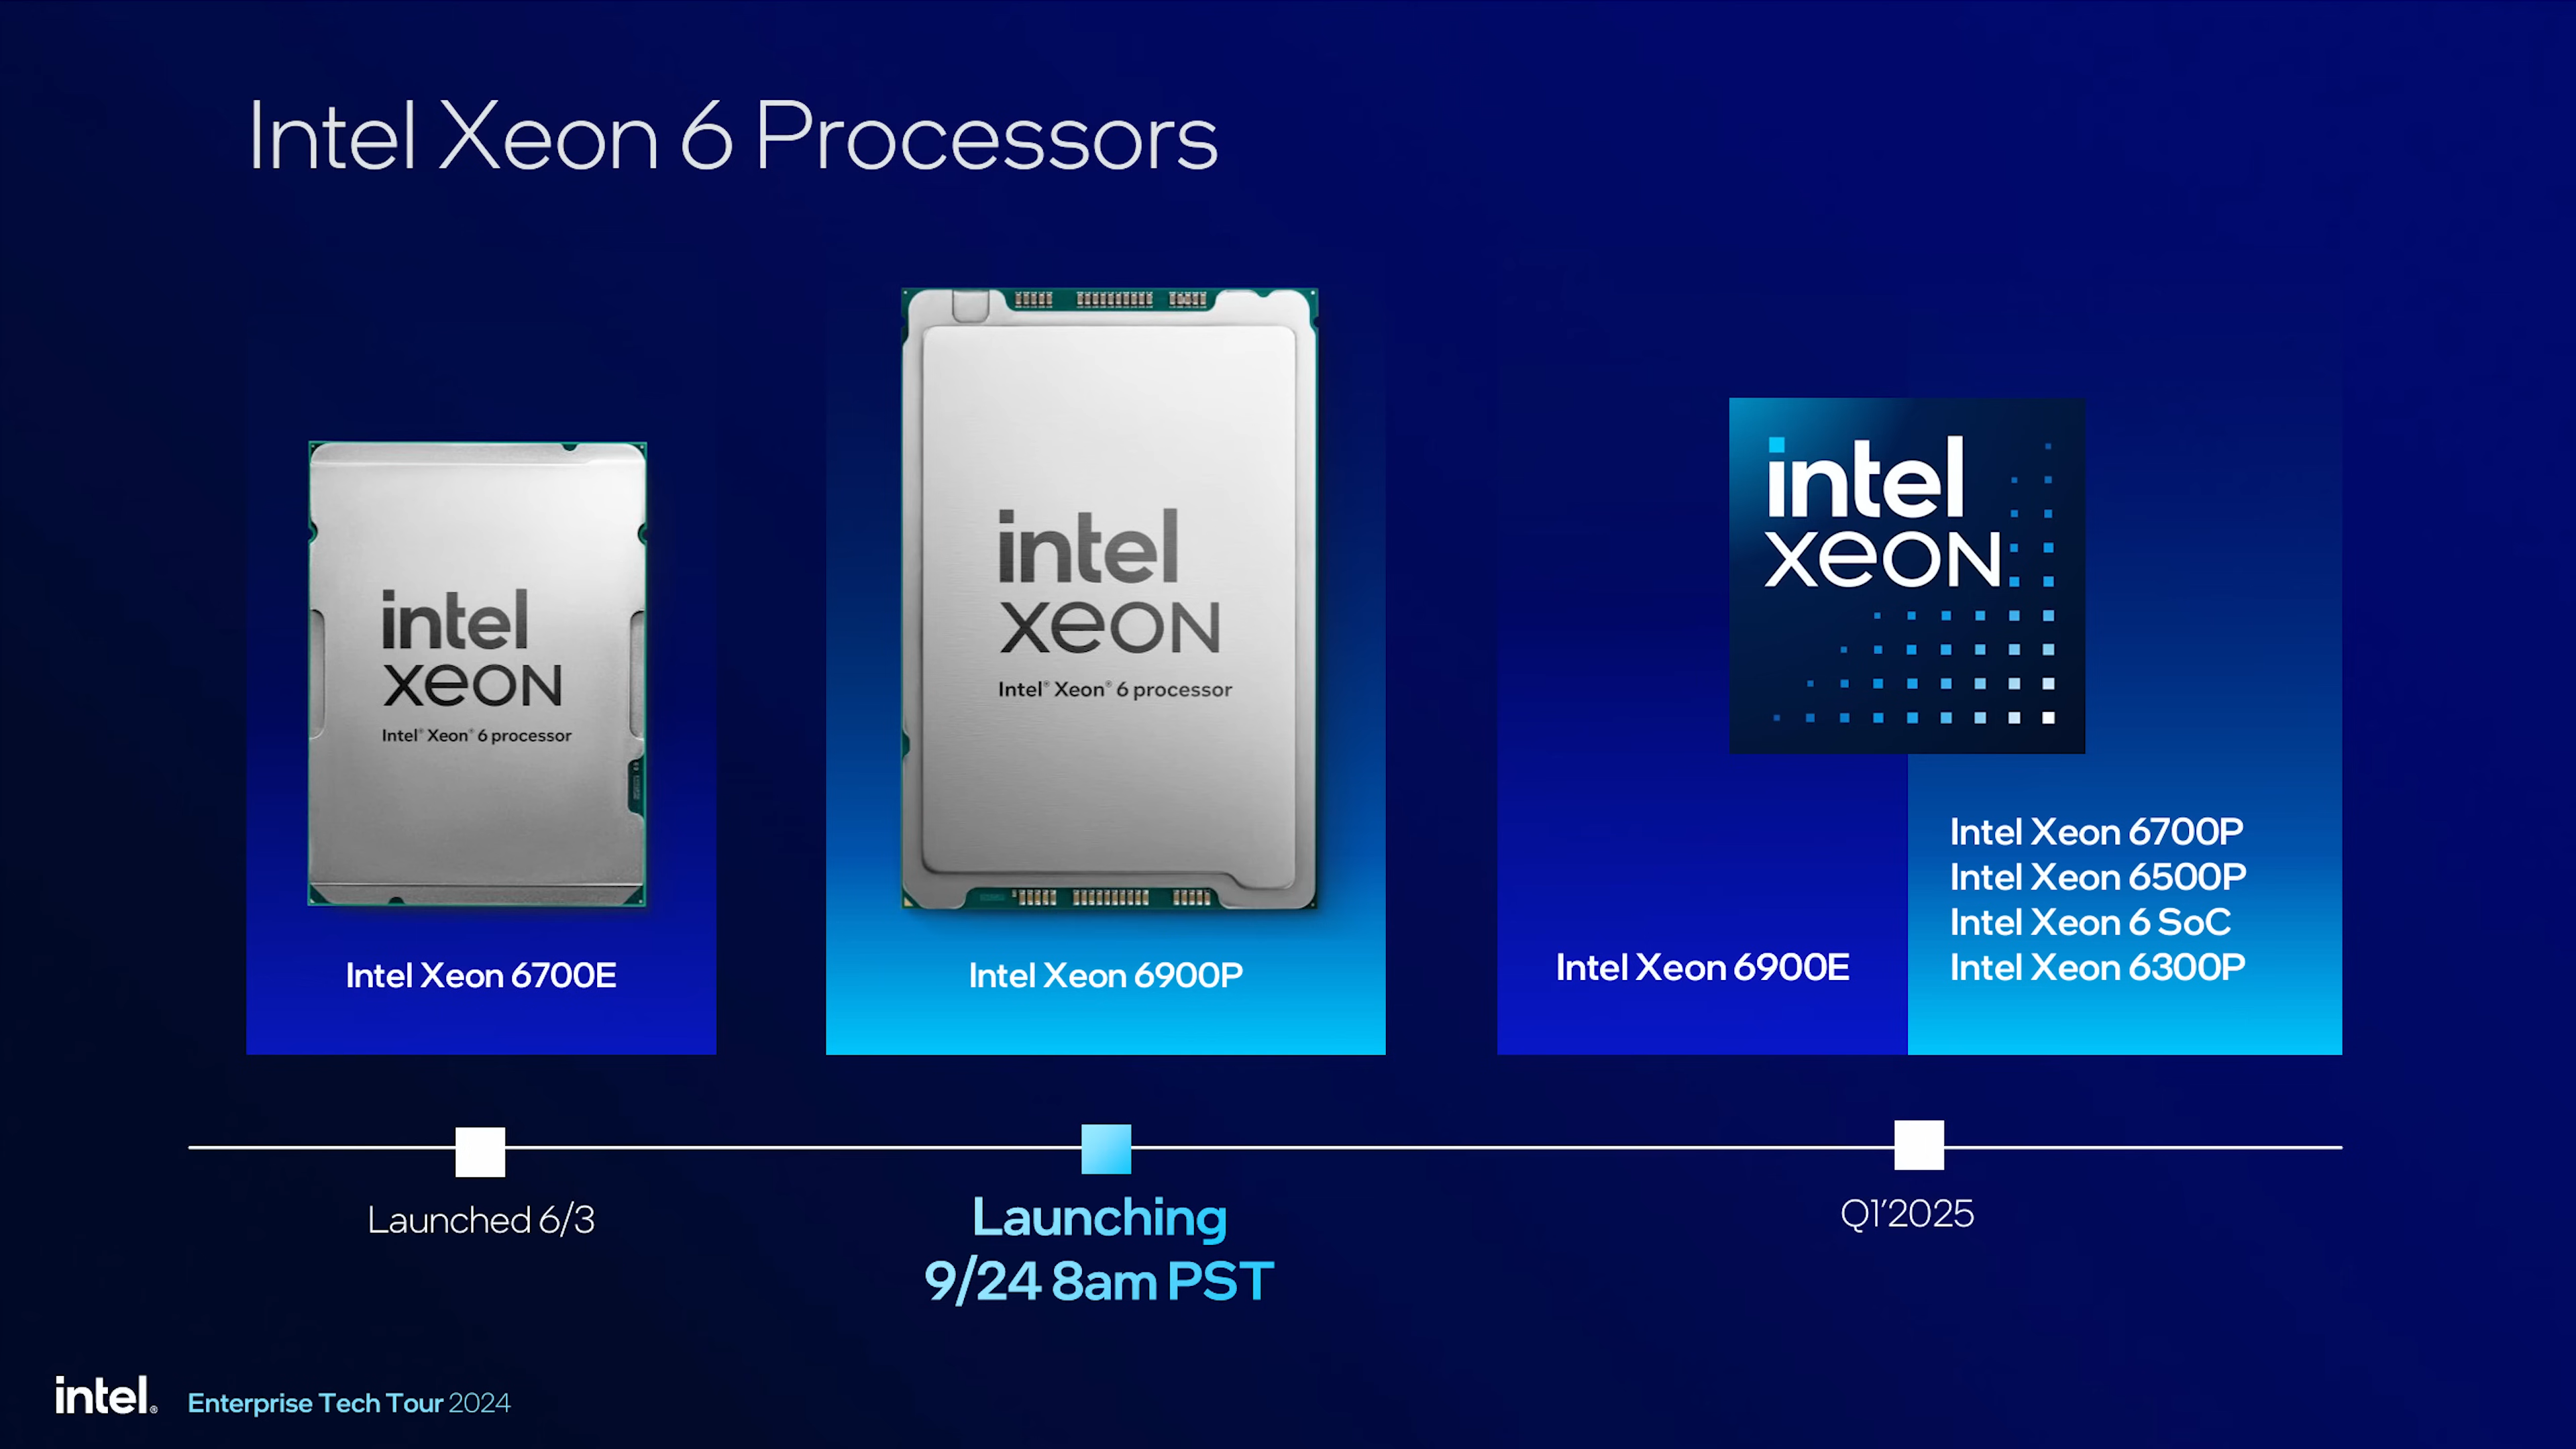 Intel Xeon 6 Processors
intel
xeon
Intel® Xeon® 6 processor
Intel Xeon 6700E
intel
xeon
Intel® Xeon® 6 processor
Intel Xeon 6900P
intel
xeon
Intel Xeon 6900E
Intel Xeon 6700P
Intel Xeon 6500P
Intel Xeon 6 SoC
Intel Xeon 6300P
Launched 6/3
Launching
9/24 8am PST
Q1'2025
intel®
Enterprise Tech Tour 2024